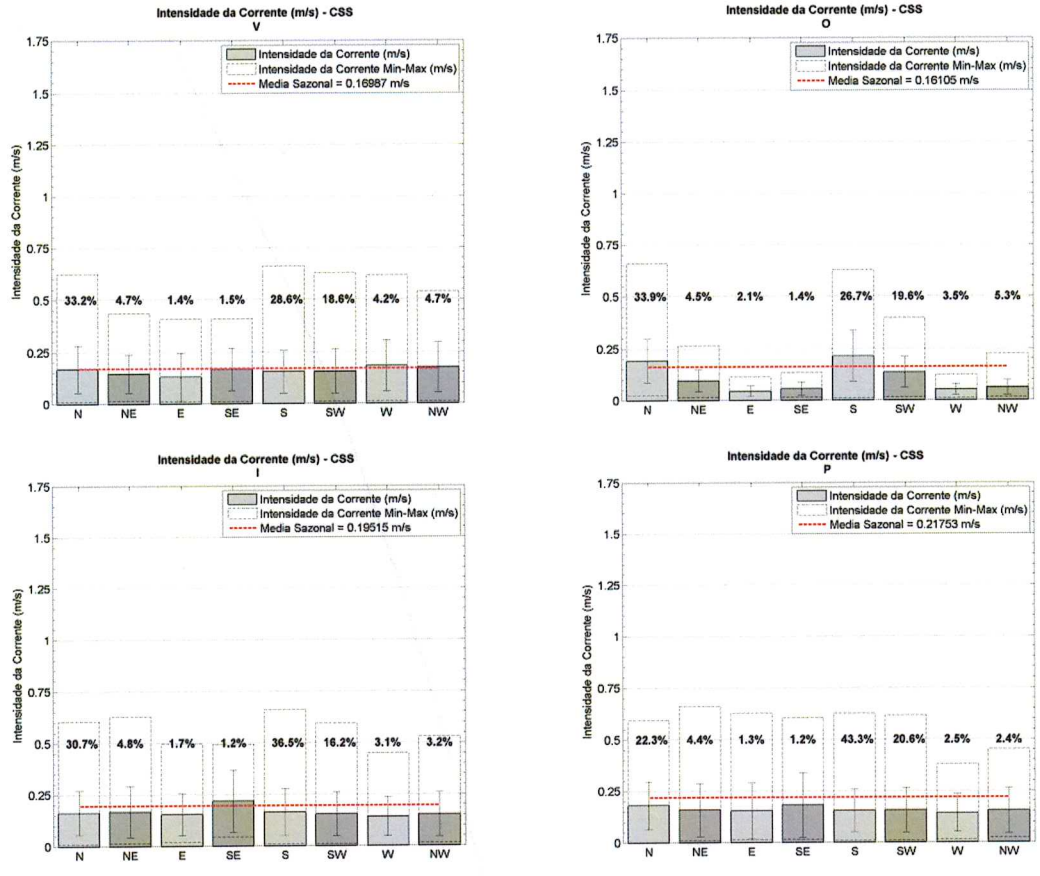 Intensidade da Corrente (m/s) - CSS
V
1.75
1.5
1.25
1
0.75
0.5
0.25
0
Intensidade da Corrente (m/s)
Intensidade da Corrente (m/s)
Intensidade da Corrente Min-Max (m/s)
Media Sazonal = 0.16987 m/s
33.2% 4.7% 1.4% 1.5% 28.6% 18.6% 4.2% 4.7%
N NE E SE S SW W NW
Intensidade da Corrente (m/s) - CSS
O
1.75
1.5
1.25
1
0.75
0.5
0.25
0
Intensidade da Corrente (m/s)
Intensidade da Corrente (m/s)
Intensidade da Corrente Min-Max (m/s)
Media Sazonal = 0.16105 m/s
33.9% 4.5% 2.1% 1.4% 26.7% 19.6% 3.5% 5.3%
N NE E SE S SW W NW
Intensidade da Corrente (m/s) - CSS
I
1.75
1.5
1.25
1
0.75
0.5
0.25
0
Intensidade da Corrente (m/s)
Intensidade da Corrente (m/s)
Intensidade da Corrente Min-Max (m/s)
Media Sazonal = 0.19515 m/s
30.7% 4.8% 1.7% 1.2% 36.5% 16.2% 3.1% 3.2%
N NE E SE S SW W NW
Intensidade da Corrente (m/s) - CSS
P
1.75
1.5
1.25
1
0.75
0.5
0.25
0
Intensidade da Corrente (m/s)
Intensidade da Corrente (m/s)
Intensidade da Corrente Min-Max (m/s)
Media Sazonal = 0.21753 m/s
22.3% 4.4% 1.3% 1.2% 43.3% 20.6% 2.5% 2.4%
N NE E SE S SW W NW